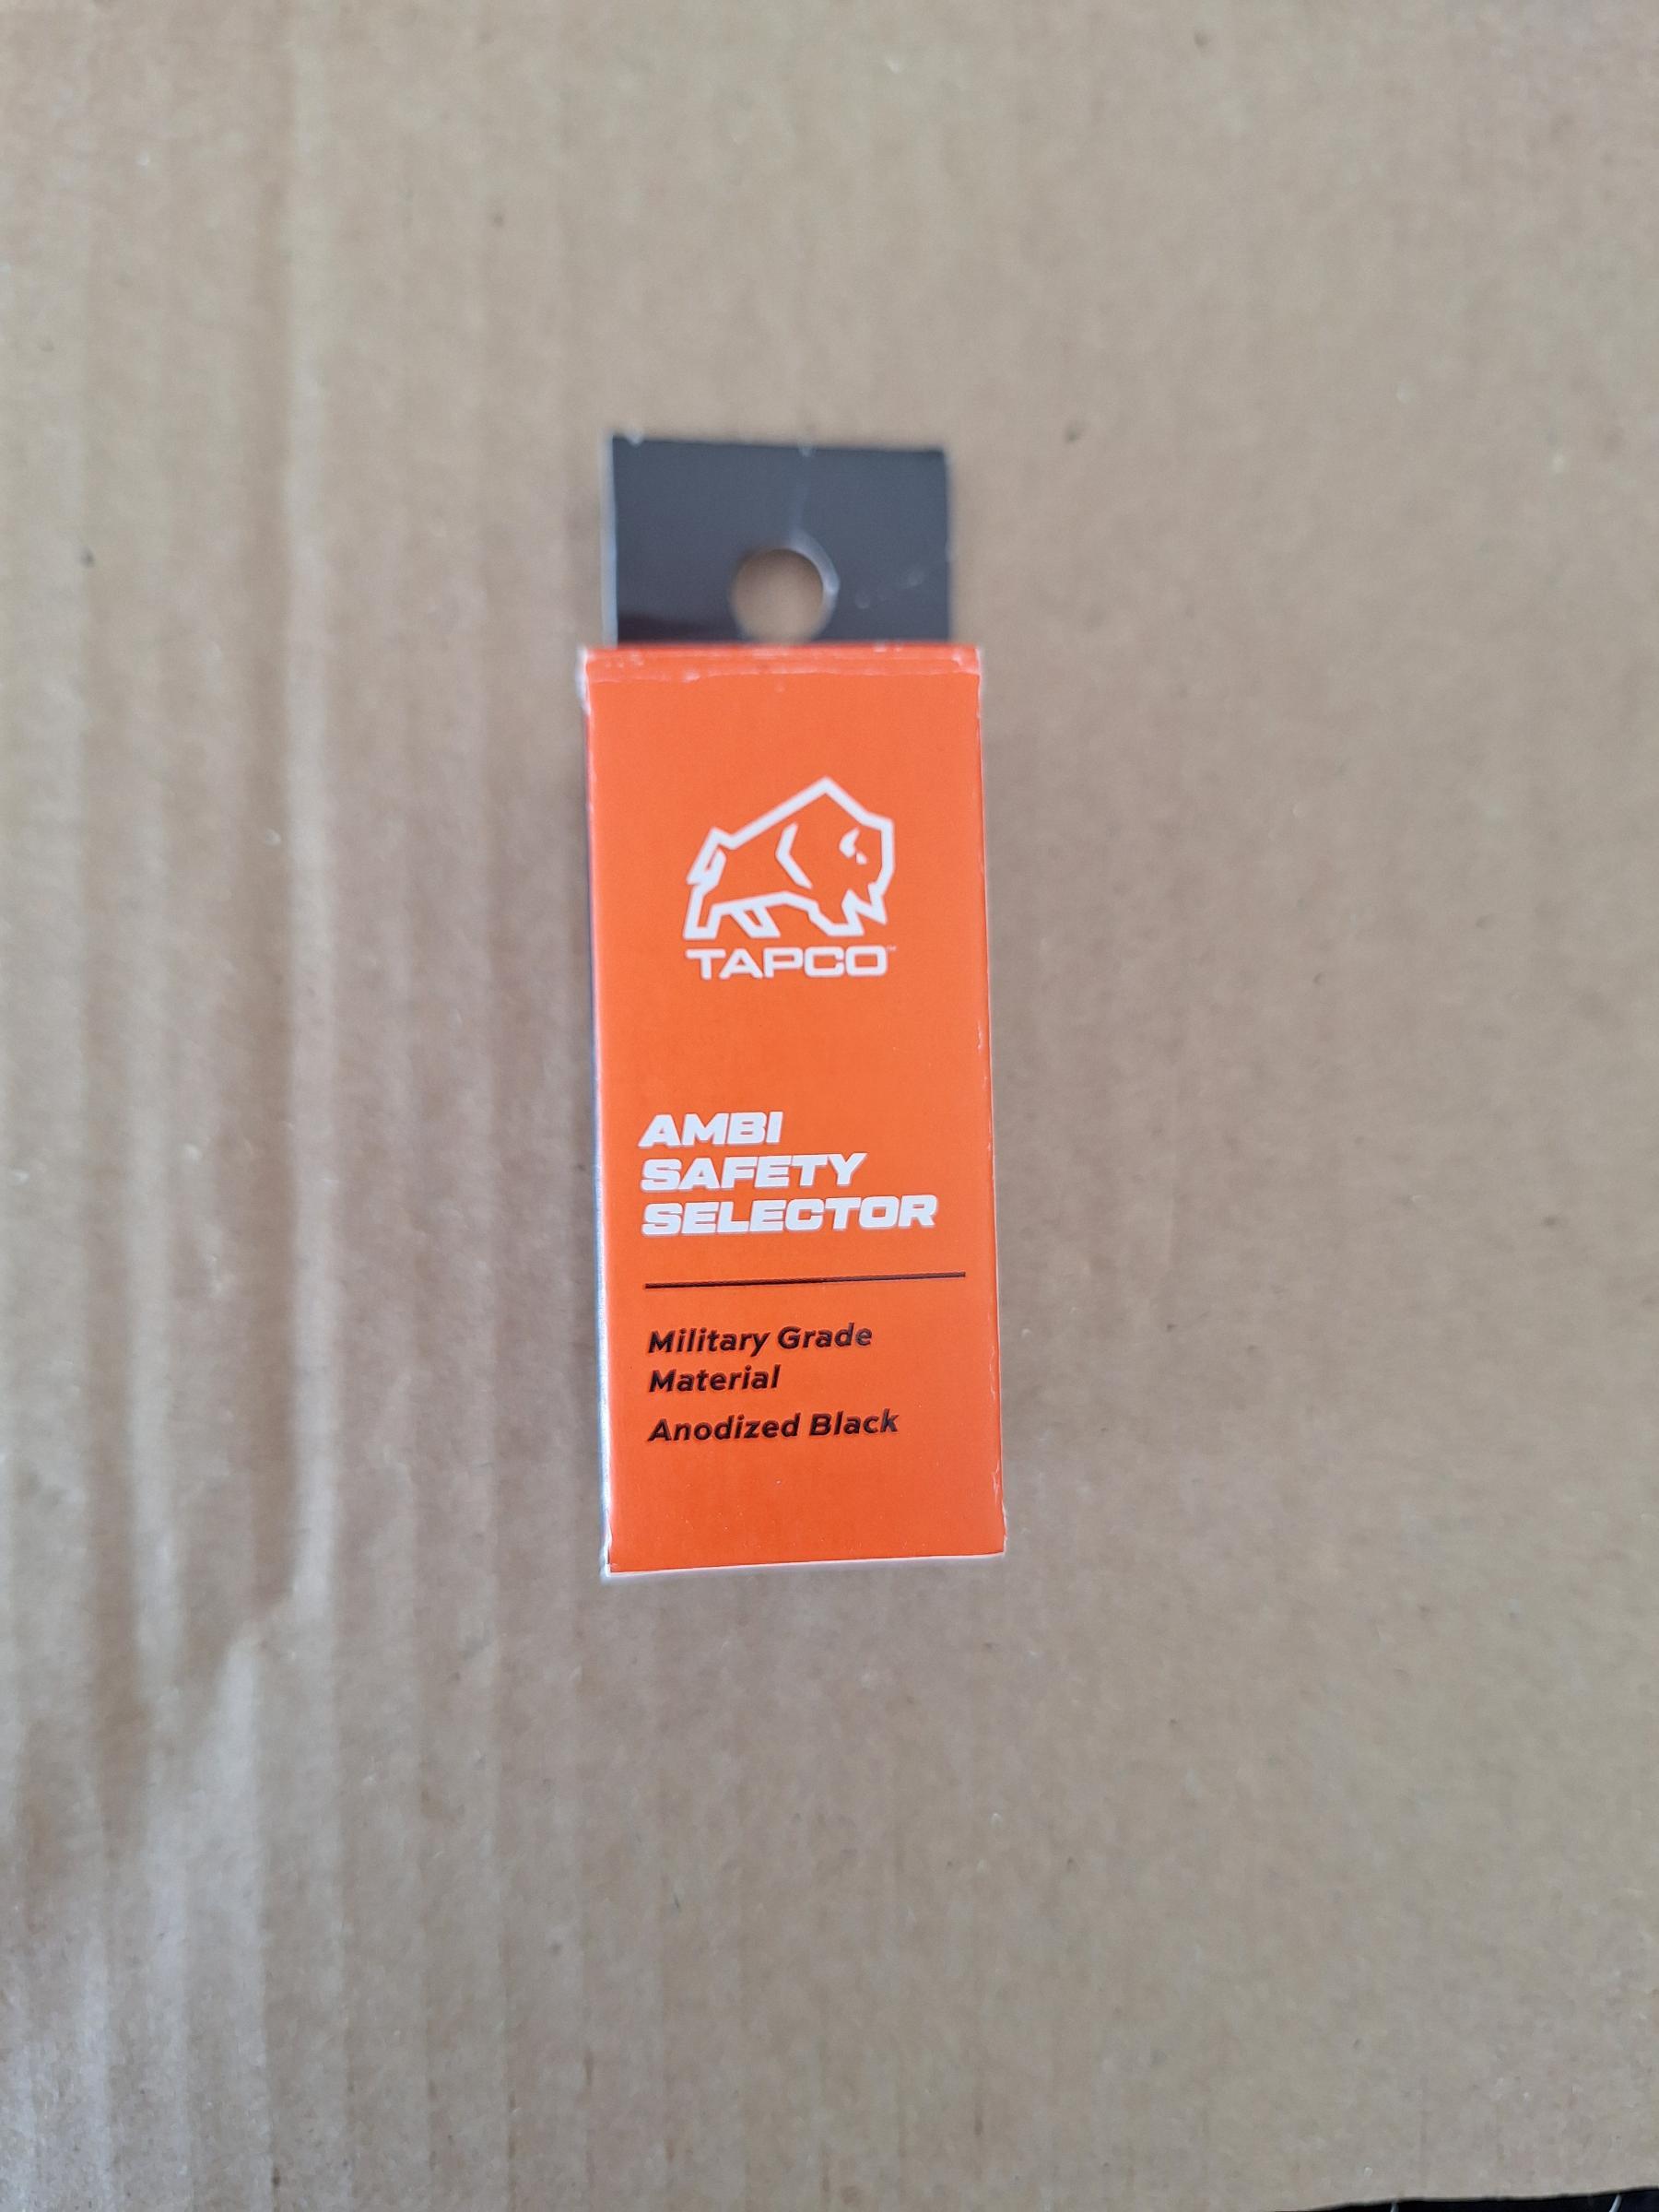 TAPCO™
AMBI
SAFETY
SELECTOR
Military Grade
Material
Anodized Black